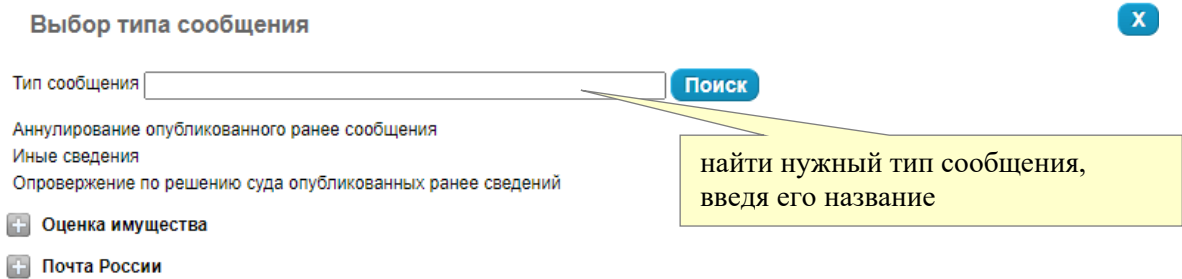 Выбор типа сообщения
X
Тип сообщения
Поиск
Аннулирование опубликованного ранее сообщения
Иные сведения
Опровержение по решению суда опубликованных ранее сведений
найти нужный тип сообщения,
введя его название
Оценка имущества
Почта России